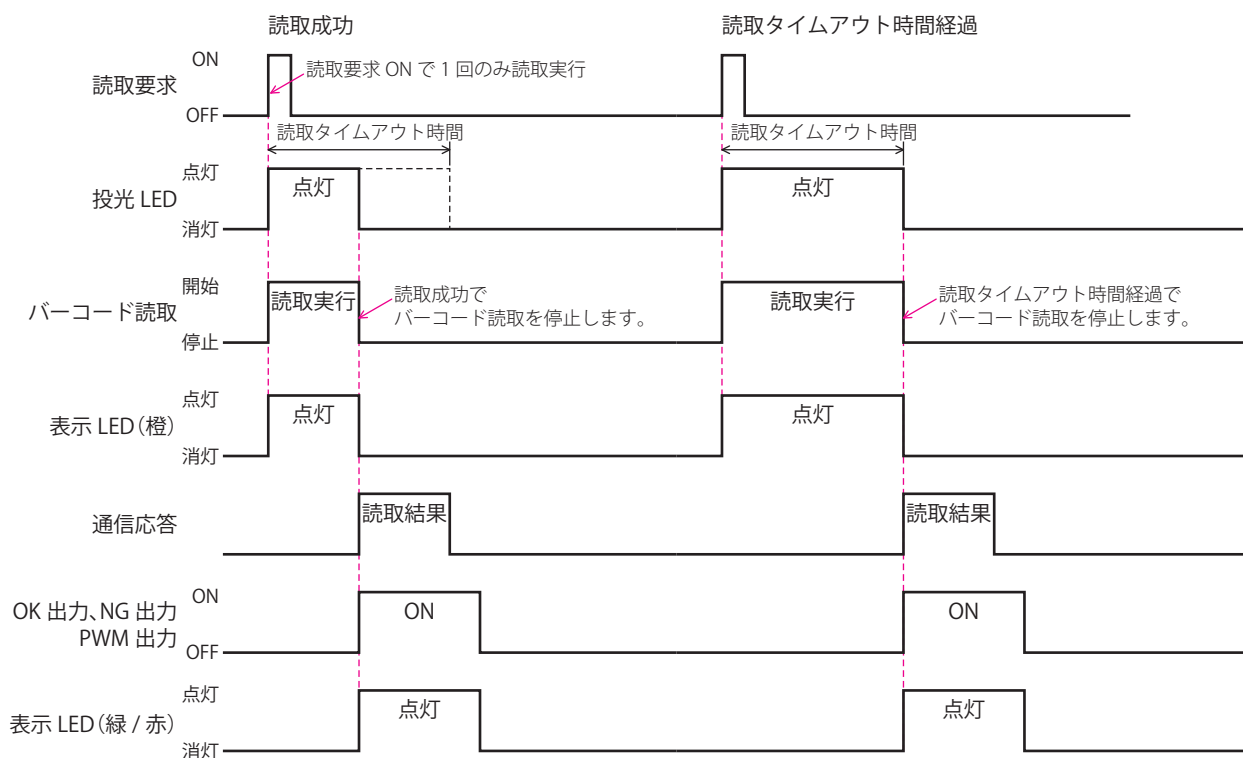 読取成功
読取タイムアウト時間経過
ON
読取要求
OFF
読取要求 ON で 1 回のみ読取実行
読取タイムアウト時間
読取タイムアウト時間
点灯
投光 LED
消灯
点灯
点灯
開始
バーコード読取
停止
読取実行
読取成功で
バーコード読取を停止します。
読取実行
読取タイムアウト時間経過で
バーコード読取を停止します。
点灯
表示 LED（橙）
消灯
点灯
点灯
通信応答
読取結果
読取結果
ON
OK 出力、NG 出力
PWM 出力
OFF
ON
ON
点灯
表示 LED（緑 / 赤）
消灯
点灯
点灯